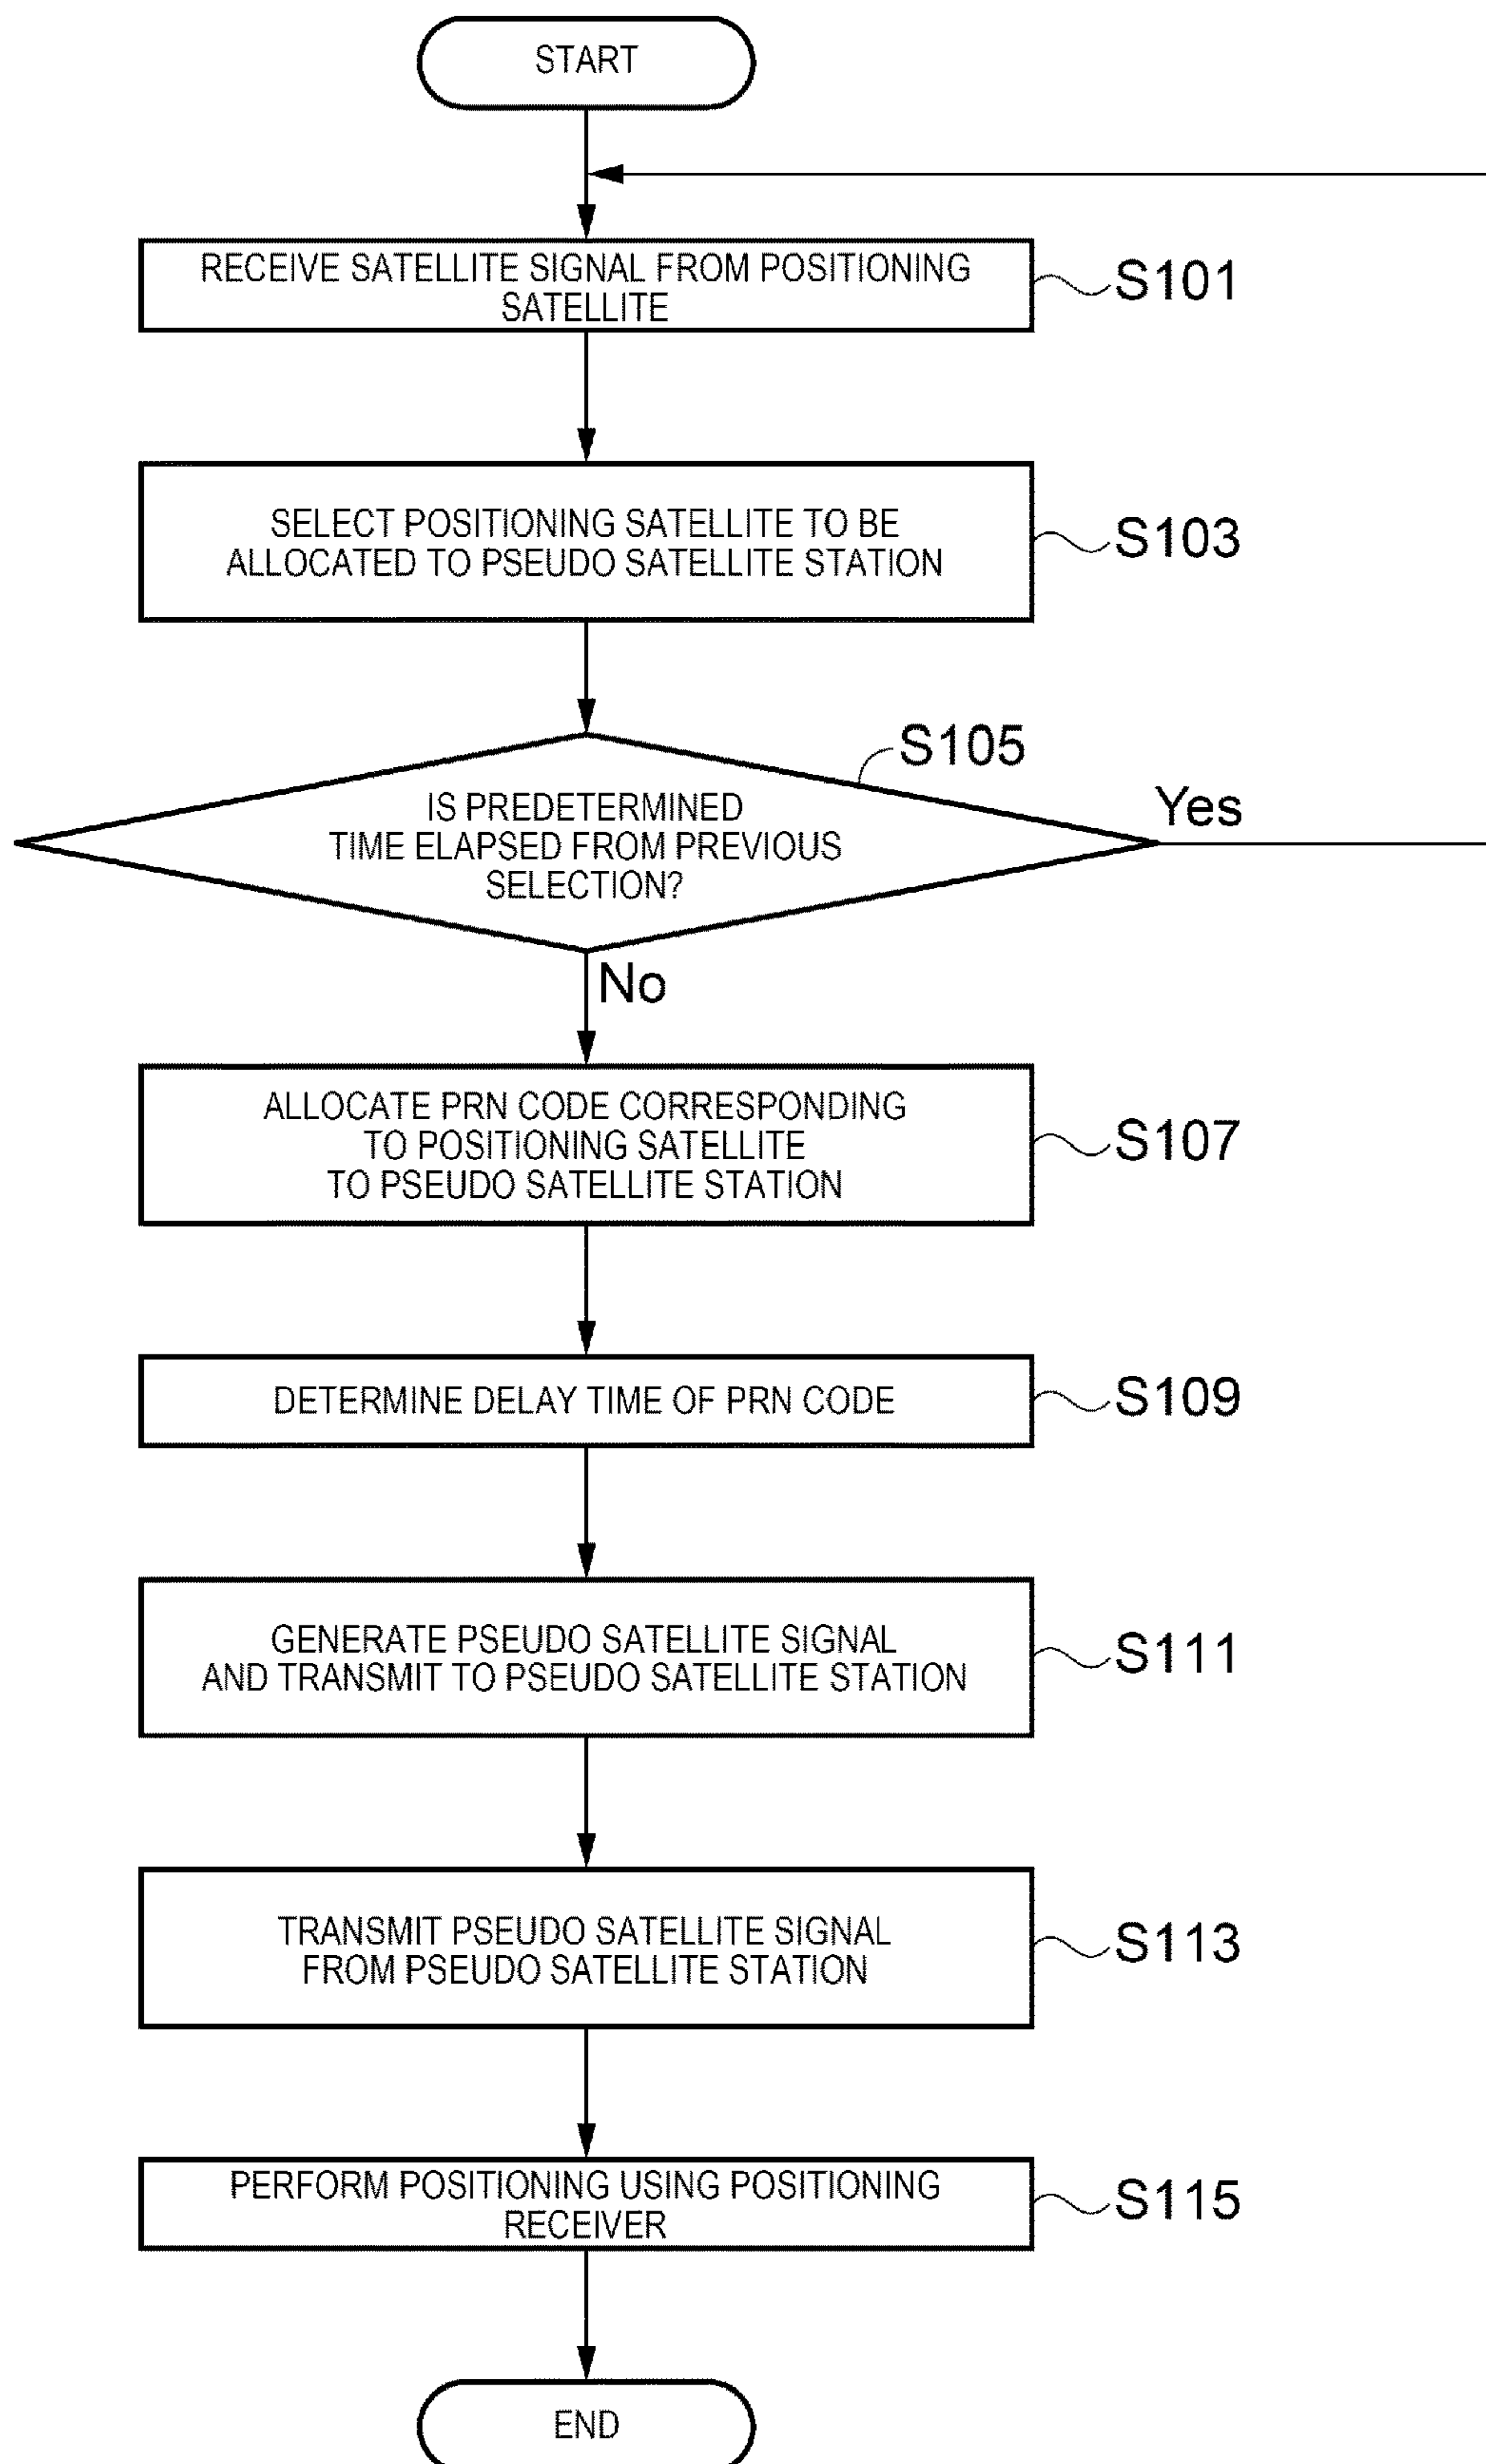 START
RECEIVE SATELLITE SIGNAL FROM POSITIONING
SATELLITE
S101
SELECT POSITIONING SATELLITE TO BE
ALLOCATED TO PSEUDO SATELLITE STATION
S103
S105
IS PREDETERMINED
TIME ELAPSED FROM PREVIOUS
SELECTION?
Yes
No
ALLOCATE PRN CODE CORRESPONDING
TO POSITIONING SATELLITE
TO PSEUDO SATELLITE STATION
S107
DETERMINE DELAY TIME OF PRN CODE
S109
GENERATE PSEUDO SATELLITE SIGNAL
AND TRANSMIT TO PSEUDO SATELLITE STATION
S111
TRANSMIT PSEUDO SATELLITE SIGNAL
FROM PSEUDO SATELLITE STATION
S113
PERFORM POSITIONING USING POSITIONING
RECEIVER
S115
END